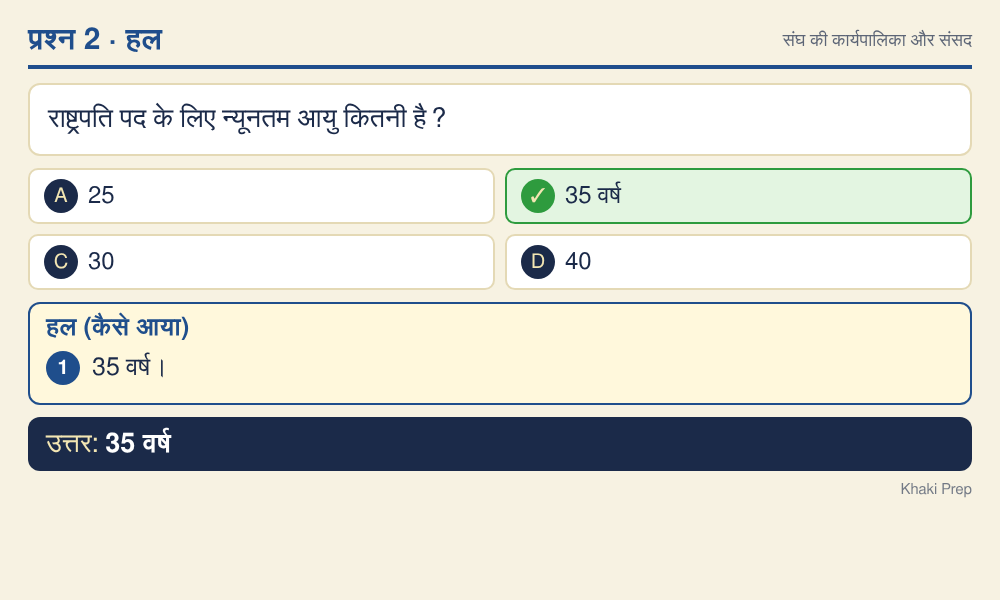 प्रश्न 2 · हल
संघ की कार्यपालिका और संसद
राष्ट्रपति पद के लिए न्यूनतम आयु कितनी है ?
A 25
✓ 35 वर्ष
C 30
D 40
हल (कैसे आया)
1 35 वर्ष।
उत्तर: 35 वर्ष
Khaki Prep